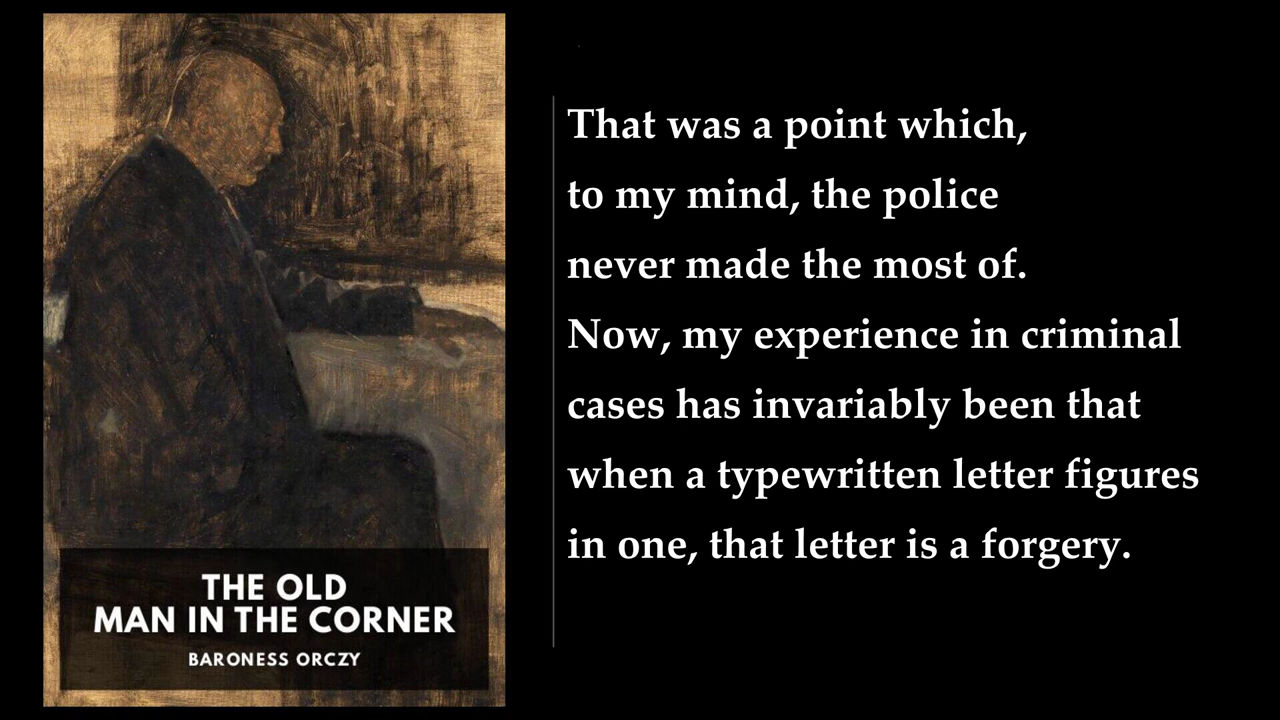 THE OLD
MAN IN THE CORNER
BARONESS ORCZY
That was a point which,
to my mind, the police
never made the most of.
Now, my experience in criminal
cases has invariably been that
when a typewritten letter figures
in one, that letter is a forgery.